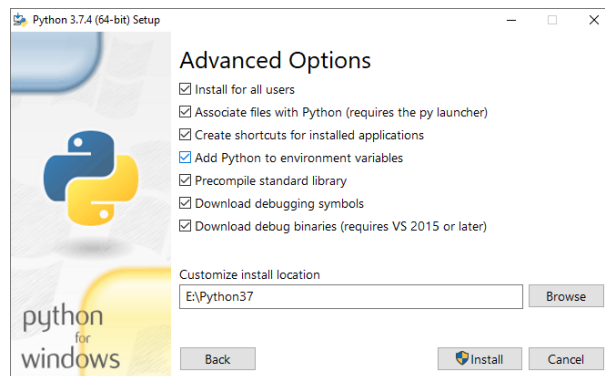 Python 3.7.4 (64-bit) Setup
Advanced Options
Install for all users
Associate files with Python (requires the py launcher)
Create shortcuts for installed applications
Add Python to environment variables
Precompile standard library
Download debugging symbols
Download debug binaries (requires VS 2015 or later)
Customize install location
E:\Python37
Browse
python
for
windows
Back
Install
Cancel